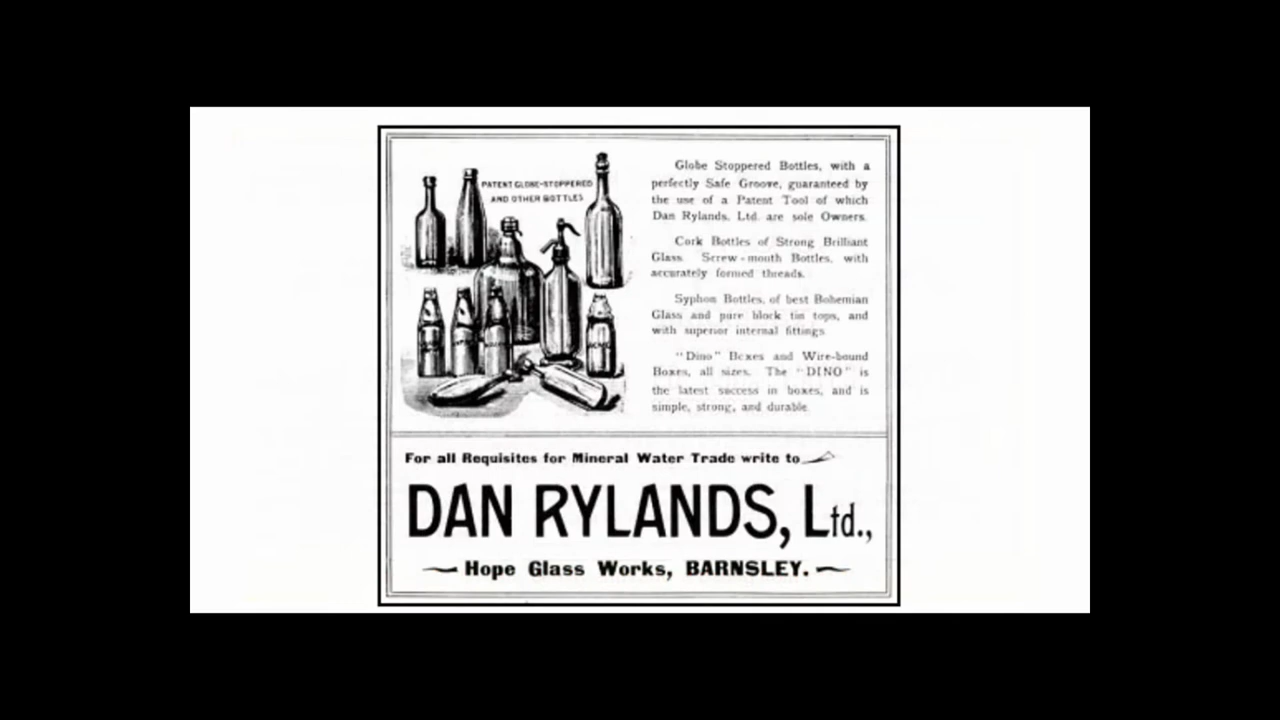 PATENT GLOBE-STOPPERED
AND OTHER BOTTLES
Globe Stoppered Bottles, with a
perfectly Safe Groove, guaranteed by
the use of a Patent Tool of which
Dan Rylands, Ltd. are sole Owners.
Cork Bottles of Strong Brilliant
Glass. Screw-mouth Bottles, with
accurately formed threads.
Syphon Bottles, of best Bohemian
Glass and pure block tin tops, and
with superior internal fittings.
"Dino" Boxes and Wire-bound
Boxes, all sizes. The "DINO" is
the latest success in boxes, and is
simple, strong, and durable.
For all Requisites for Mineral Water Trade write to
DAN RYLANDS, Ltd.,
Hope Glass Works, BARNSLEY.